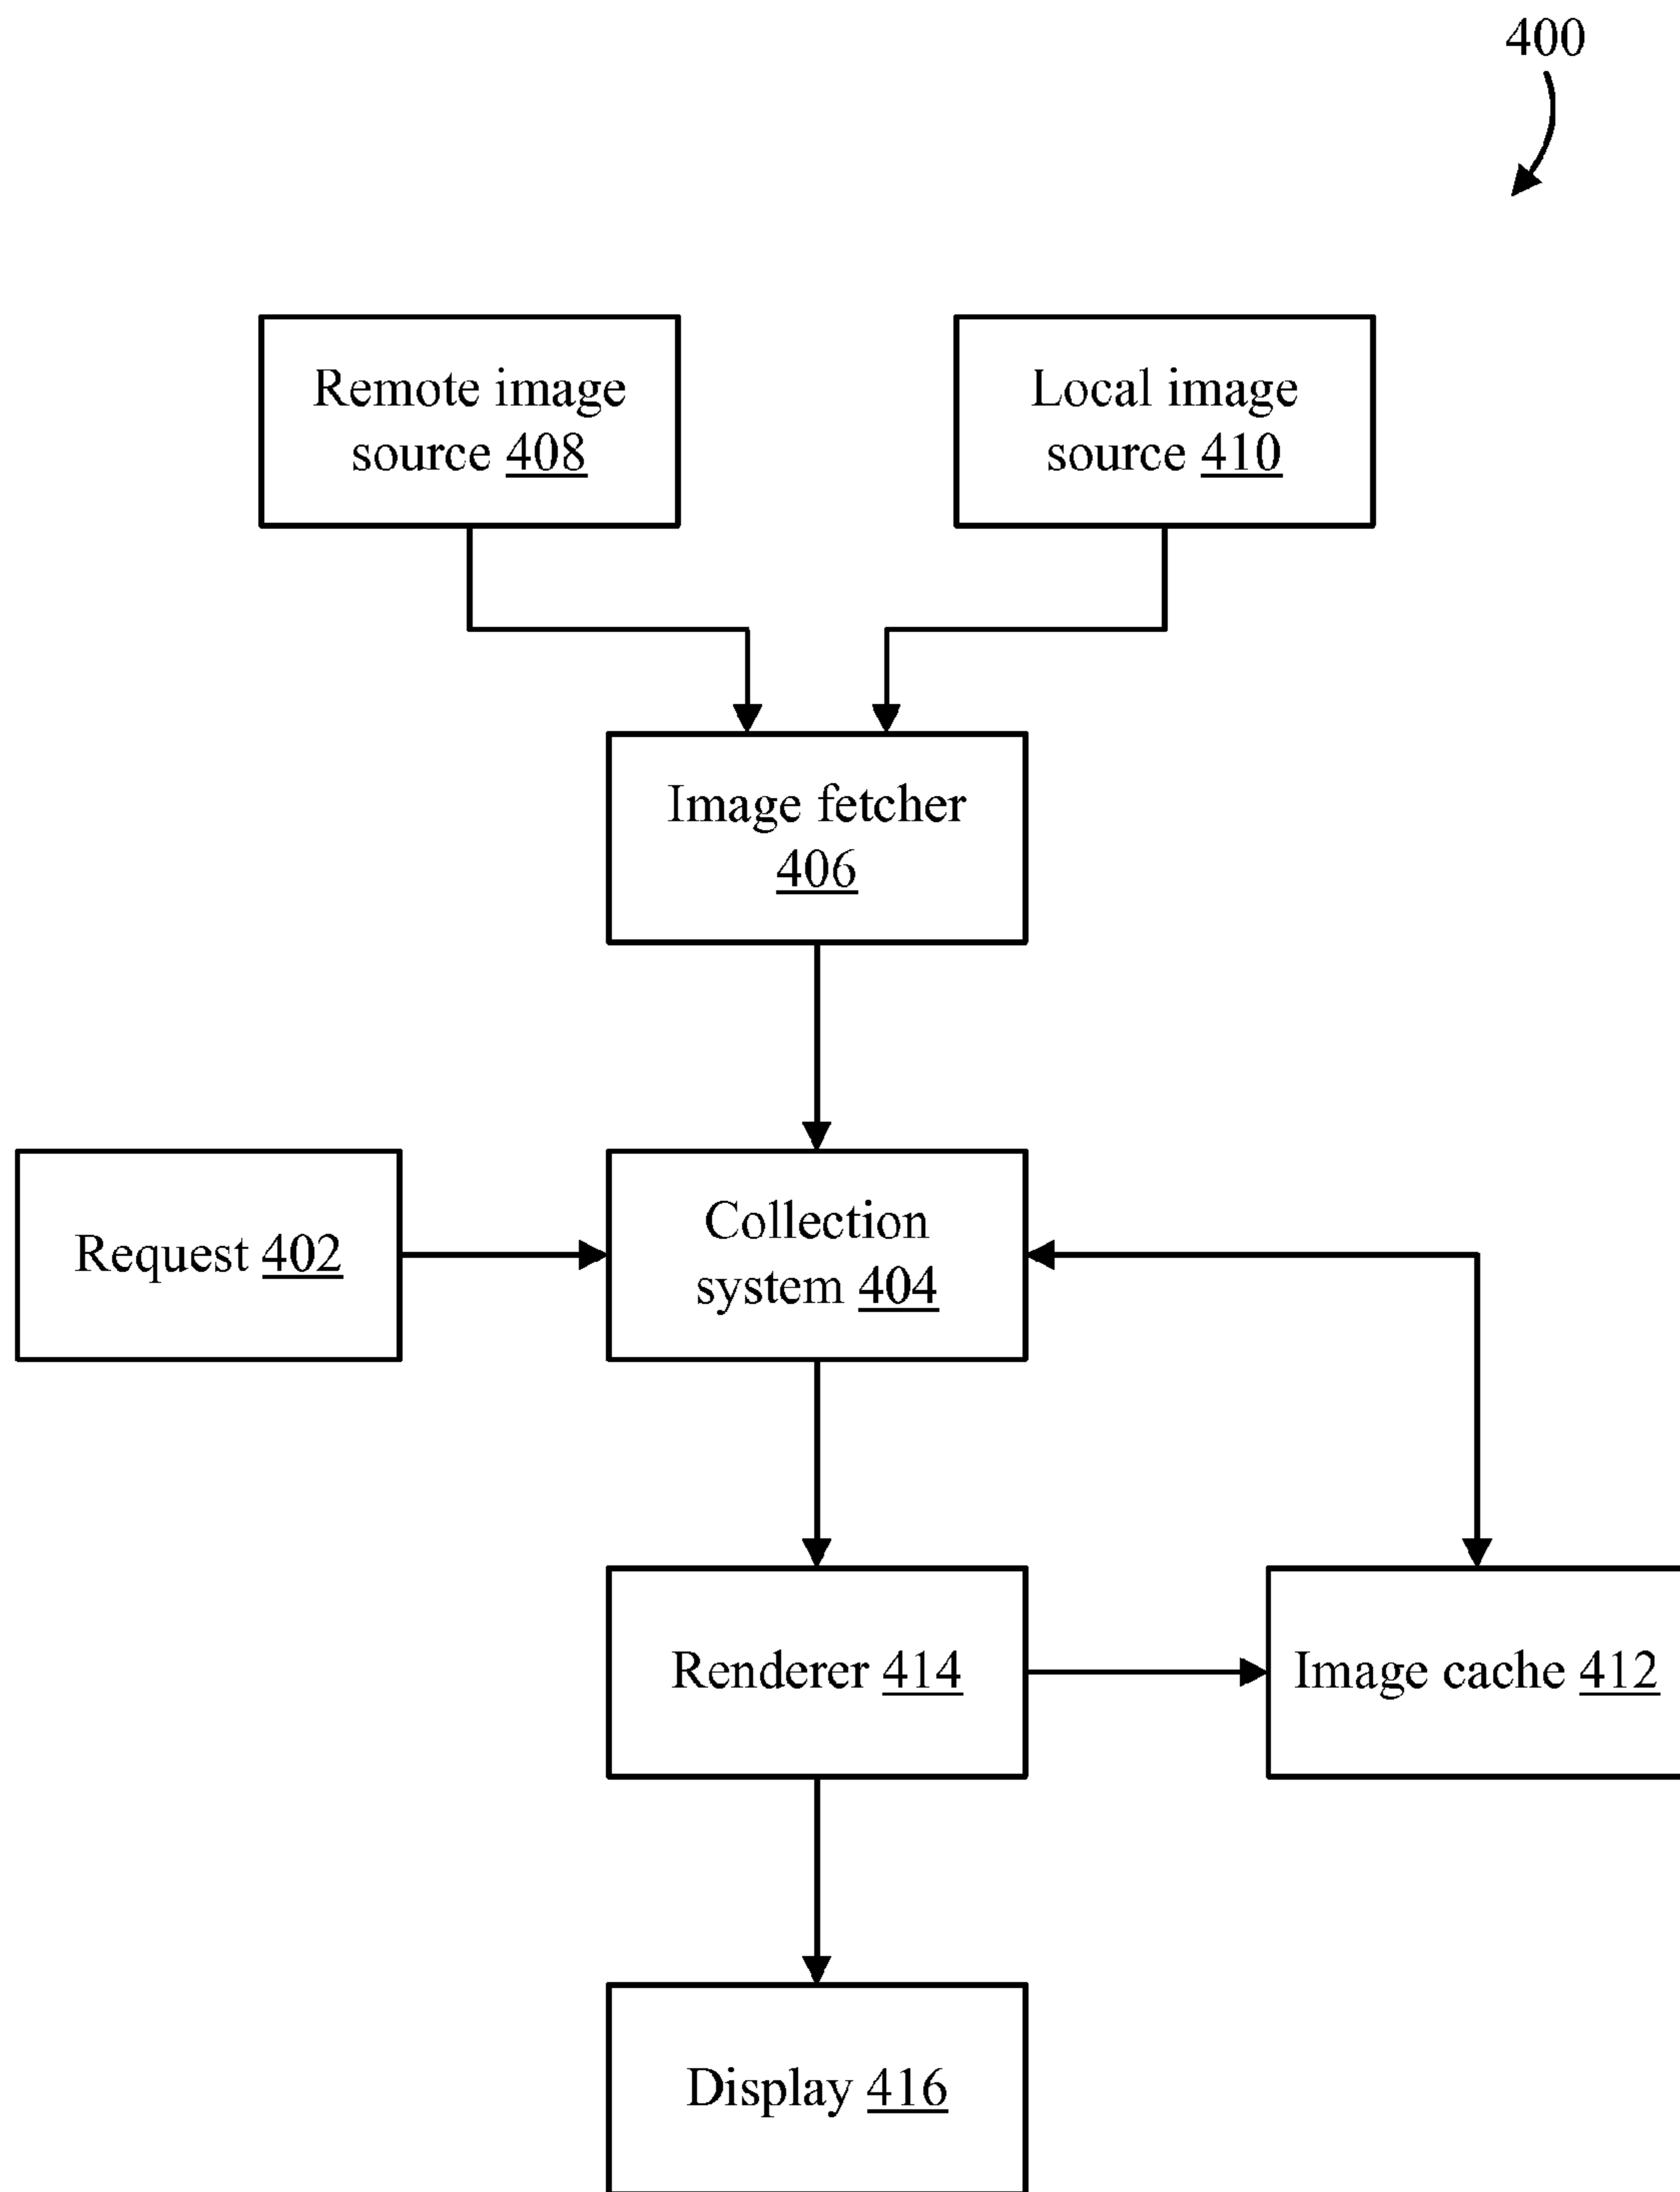 400
Remote image
source 408
Local image
source 410
Image fetcher
406
Request 402
Collection
system 404
Renderer 414
Image cache 412
Display 416